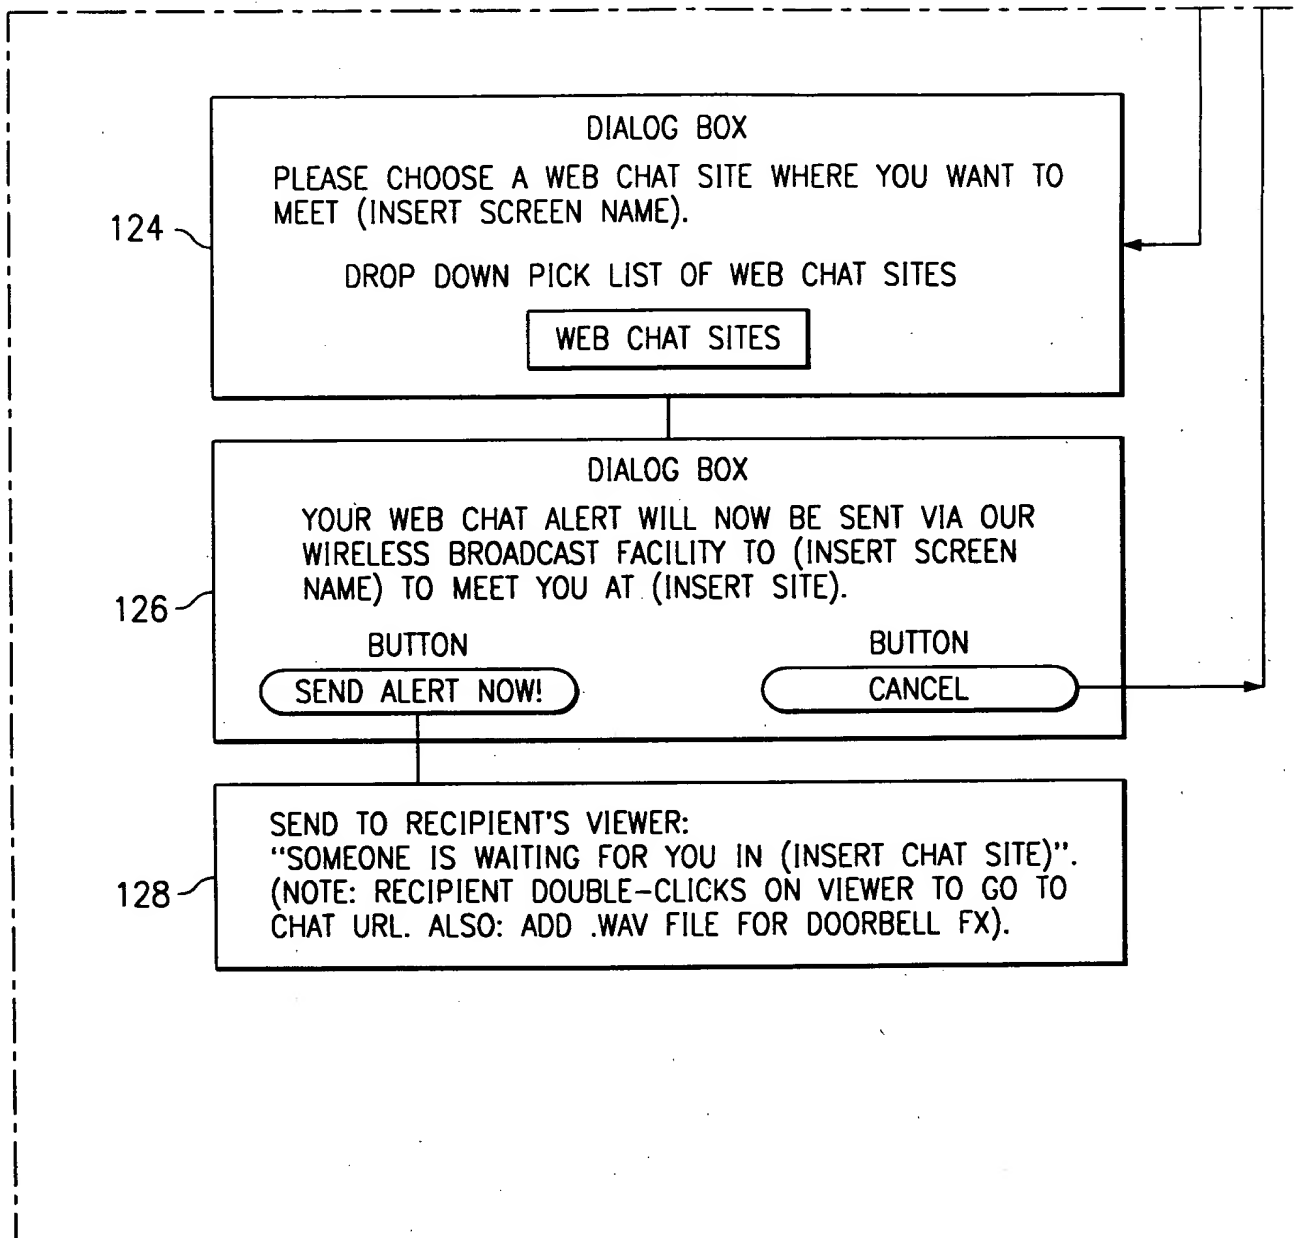 DIALOG BOX
PLEASE CHOOSE A WEB CHAT SITE WHERE YOU WANT TO
MEET (INSERT SCREEN NAME).
124
DROP DOWN PICK LIST OF WEB CHAT SITES
WEB CHAT SITES
DIALOG BOX
YOUR WEB CHAT ALERT WILL NOW BE SENT VIA OUR
WIRELESS BROADCAST FACILITY TO (INSERT SCREEN
NAME) TO MEET YOU AT (INSERT SITE).
126
BUTTON
BUTTON
SEND ALERT NOW!
CANCEL
SEND TO RECIPIENT'S VIEWER:
"SOMEONE IS WAITING FOR YOU IN (INSERT CHAT SITE)".
128
(NOTE: RECIPIENT DOUBLE-CLICKS ON VIEWER TO GO TO
CHAT URL. ALSO: ADD .WAV FILE FOR DOORBELL FX).